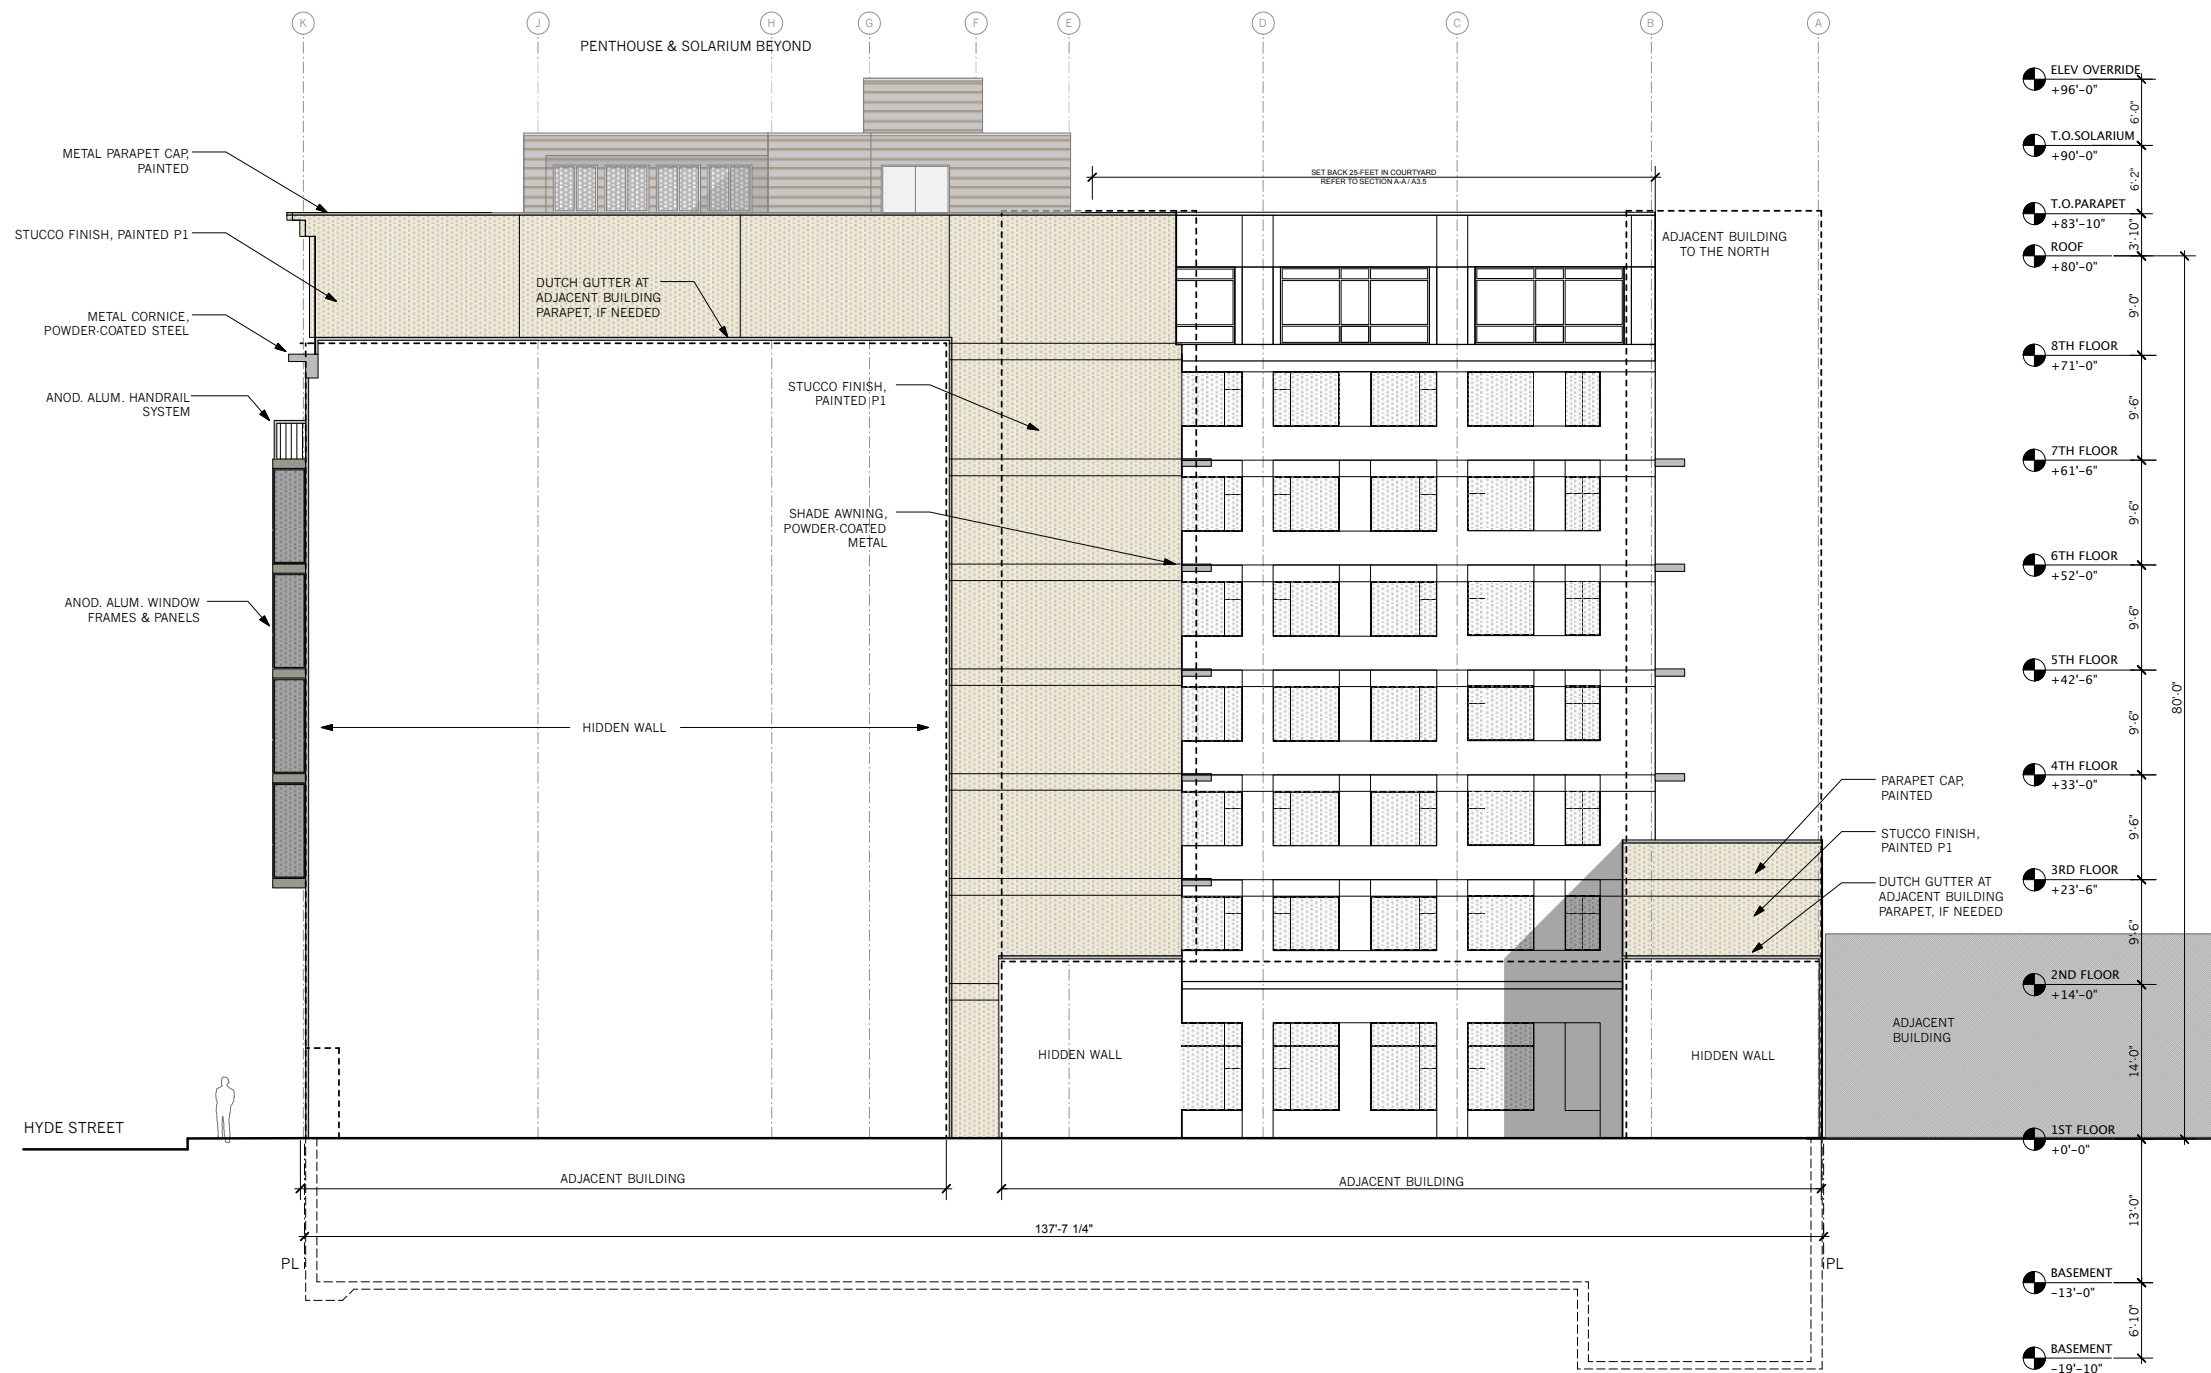 K
J
H
G
F
E
D
C
B
A
PENTHOUSE & SOLARIUM BEYOND
METAL PARAPET CAP,
PAINTED
STUCCO FINISH, PAINTED P1
METAL CORNICE,
POWDER-COATED STEEL
ANOD. ALUM. HANDRAIL
SYSTEM
ANOD. ALUM. WINDOW
FRAMES & PANELS
DUTCH GUTTER AT
ADJACENT BUILDING
PARAPET, IF NEEDED
STUCCO FINISH,
PAINTED P1
SHADE AWNING,
POWDER-COATED
METAL
SET BACK 25-FEET IN COURTYARD
REFER TO SECTION A-A / A3.5
ADJACENT BUILDING
TO THE NORTH
HIDDEN WALL
HIDDEN WALL
HIDDEN WALL
PARAPET CAP,
PAINTED
STUCCO FINISH,
PAINTED P1
DUTCH GUTTER AT
ADJACENT BUILDING
PARAPET, IF NEEDED
ADJACENT
BUILDING
HYDE STREET
ADJACENT BUILDING
ADJACENT BUILDING
137'-7 1/4"
PL
PL
ELEV OVERRIDE
+96'-0"
6'-0"
T.O.SOLARIUM
+90'-0"
6'-2"
T.O.PARAPET
+83'-10"
3'-10"
ROOF
+80'-0"
9'-0"
8TH FLOOR
+71'-0"
9'-6"
7TH FLOOR
+61'-6"
9'-6"
6TH FLOOR
+52'-0"
9'-6"
5TH FLOOR
+42'-6"
9'-6"
4TH FLOOR
+33'-0"
9'-6"
3RD FLOOR
+23'-6"
9'-6"
2ND FLOOR
+14'-0"
14'-0"
1ST FLOOR
+0'-0"
80'-0"
13'-0"
BASEMENT
-13'-0"
6'-10"
BASEMENT
-19'-10"